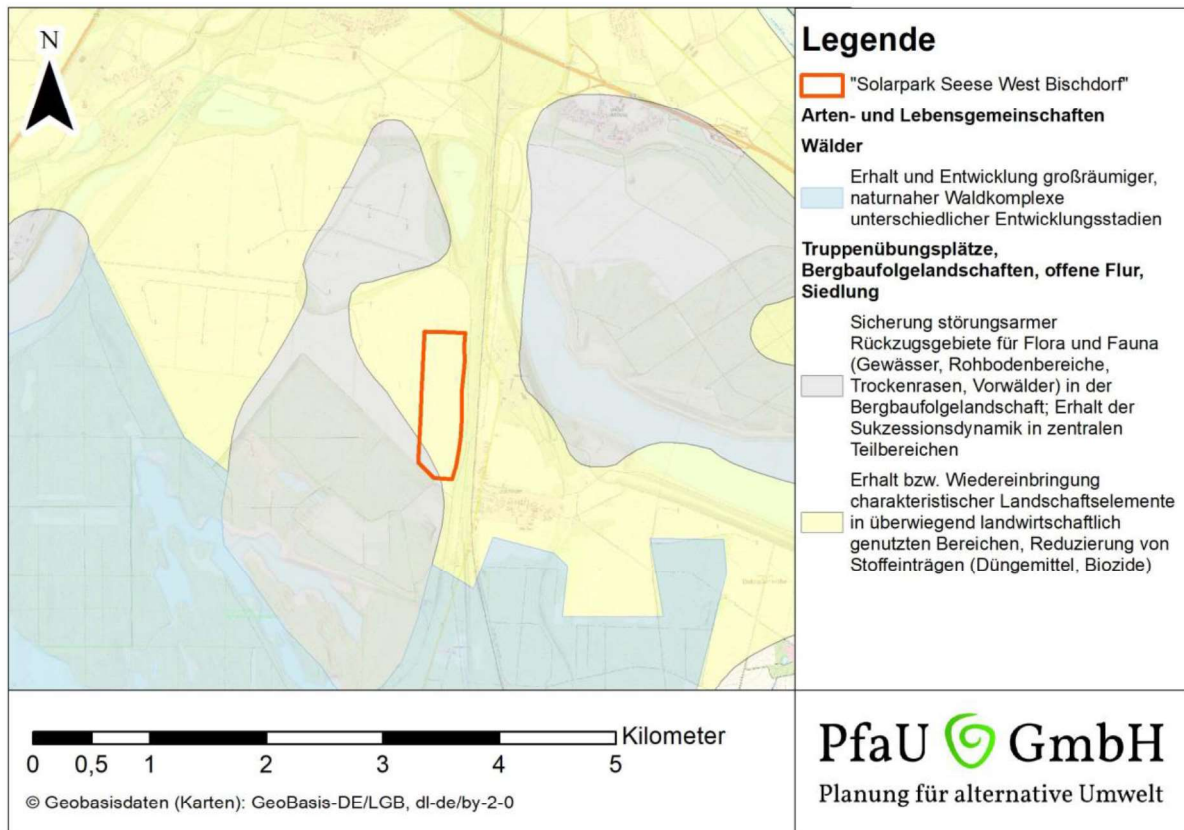 N
Legende
"Solarpark Seese West Bischdorf"
Arten- und Lebensgemeinschaften
Wälder
Erhalt und Entwicklung großräumiger,
naturnaher Waldkomplexe
unterschiedlicher Entwicklungsstadien
Truppenübungsplätze,
Bergbaufolgelandschaften, offene Flur,
Siedlung
Sicherung störungsarmer
Rückzugsgebiete für Flora und Fauna
(Gewässer, Rohbodenbereiche,
Trockenrasen, Vorwälder) in der
Bergbaufolgelandschaft; Erhalt der
Sukzessionsdynamik in zentralen
Teilbereichen
Erhalt bzw. Wiedereinbringung
charakteristischer Landschaftselemente
in überwiegend landwirtschaftlich
genutzten Bereichen, Reduzierung von
Stoffeinträgen (Düngemittel, Biozide)
Kilometer
0 0,5 1 2 3 4 5
© Geobasisdaten (Karten): GeoBasis-DE/LGB, dl-de/by-2-0
PfaU GmbH
Planung für alternative Umwelt